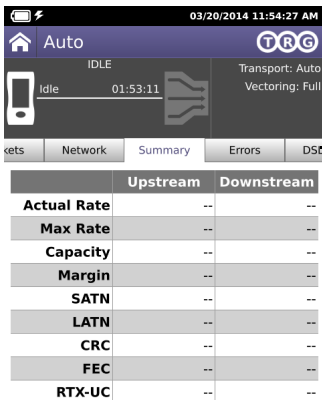 03/20/2014 11:54:27 AM
Auto
TRG
IDLE
Transport: Auto
Idle 01:53:11
Vectoring: Full
kets Network Summary Errors DSL
Upstream Downstream
Actual Rate -- --
Max Rate -- --
Capacity -- --
Margin -- --
SATN -- --
LATN -- --
CRC -- --
FEC -- --
RTX-UC -- --